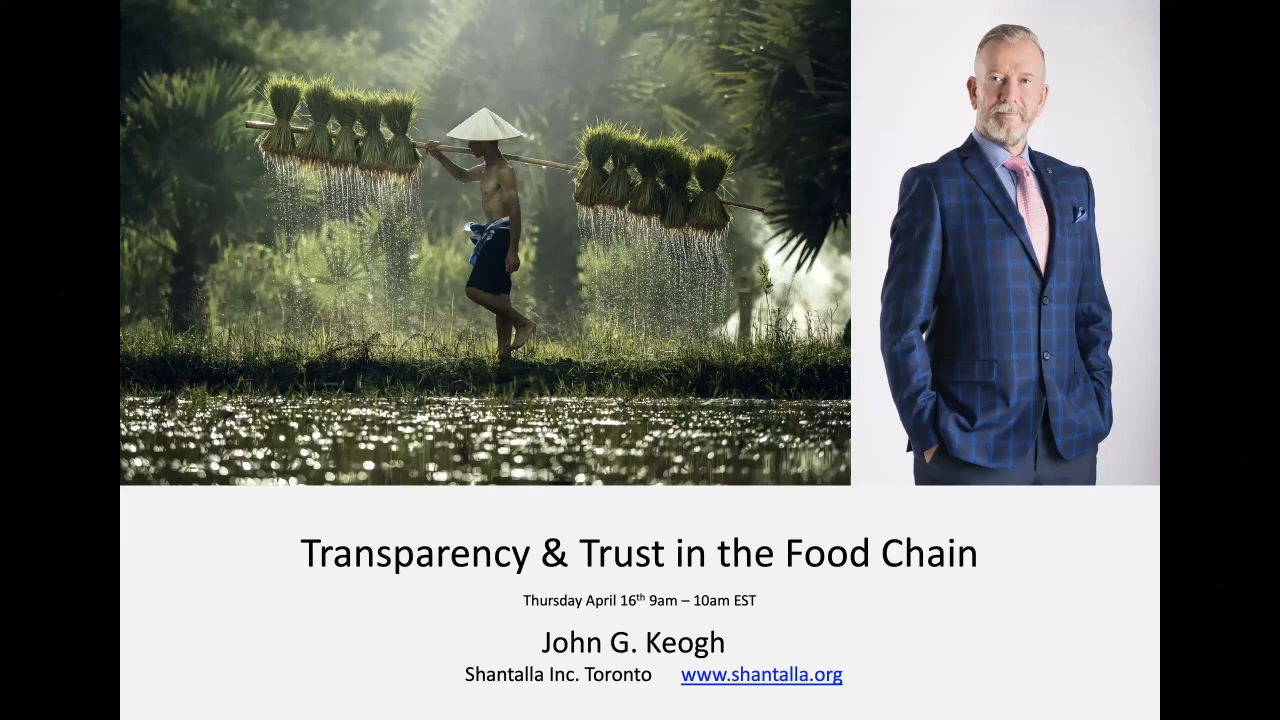 Transparency & Trust in the Food Chain
Thursday April 16th 9am – 10am EST
John G. Keogh
Shantalla Inc. Toronto www.shantalla.org